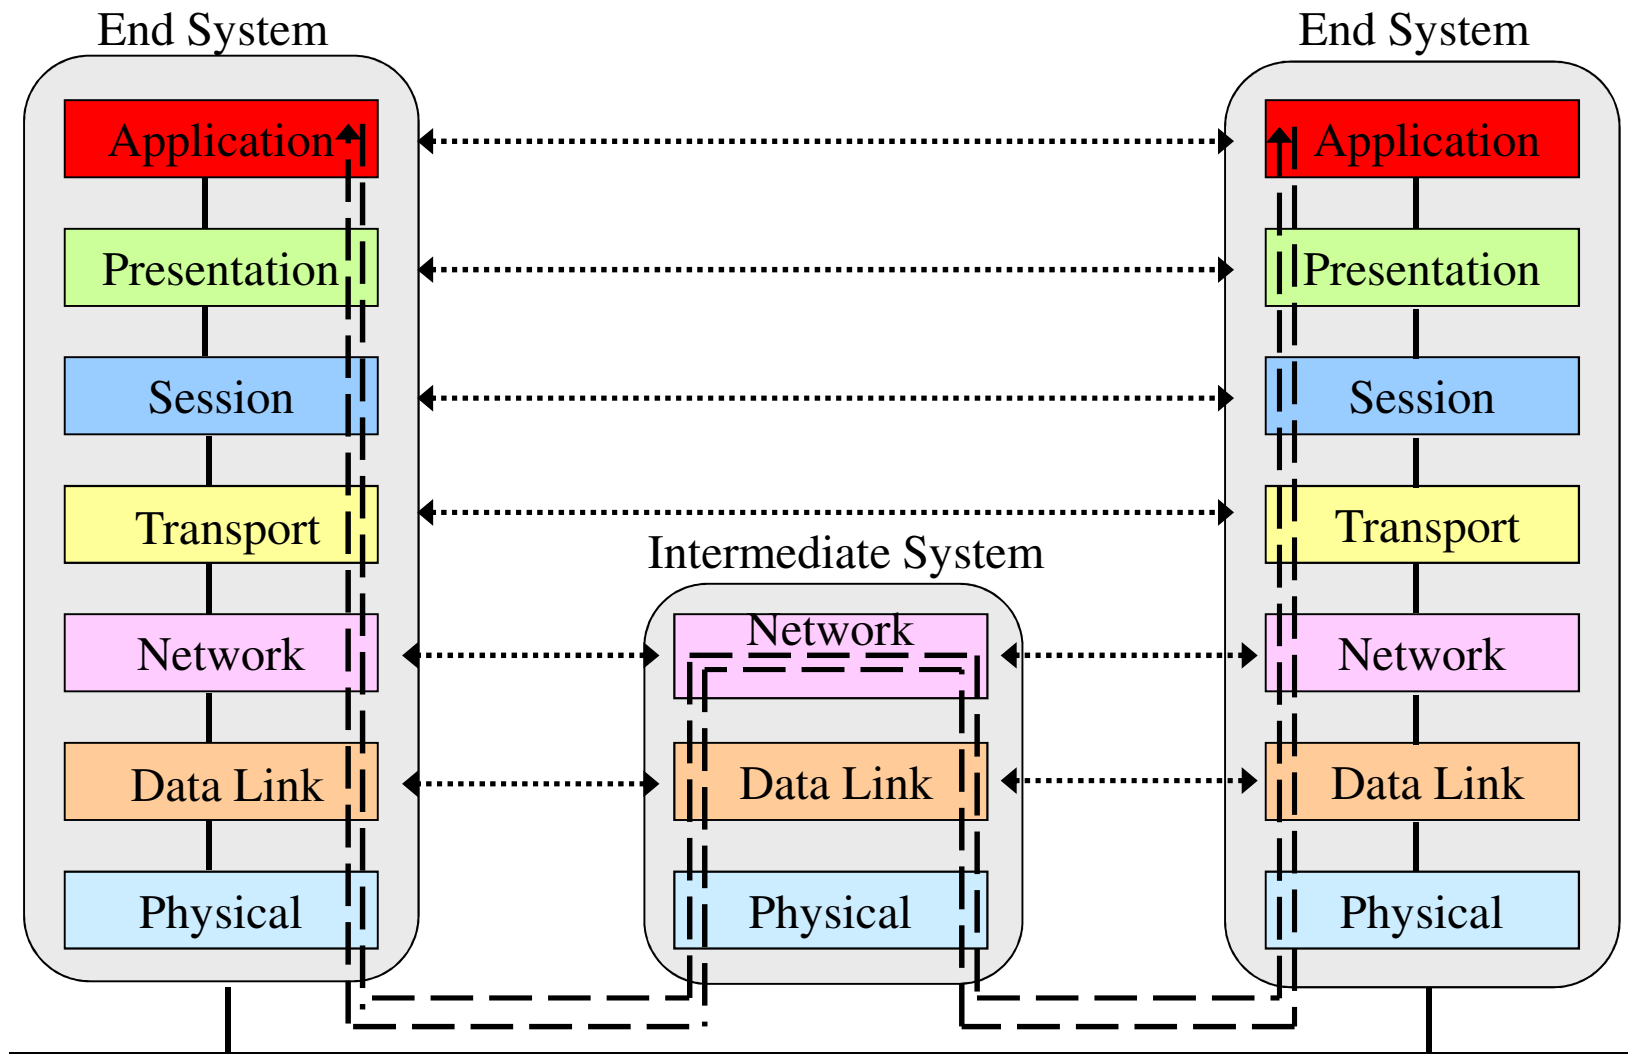 End System
Application
Presentation
Session
Transport
Network
Data Link
Physical
Intermediate System
Network
Data Link
Physical
End System
Application
Presentation
Session
Transport
Network
Data Link
Physical